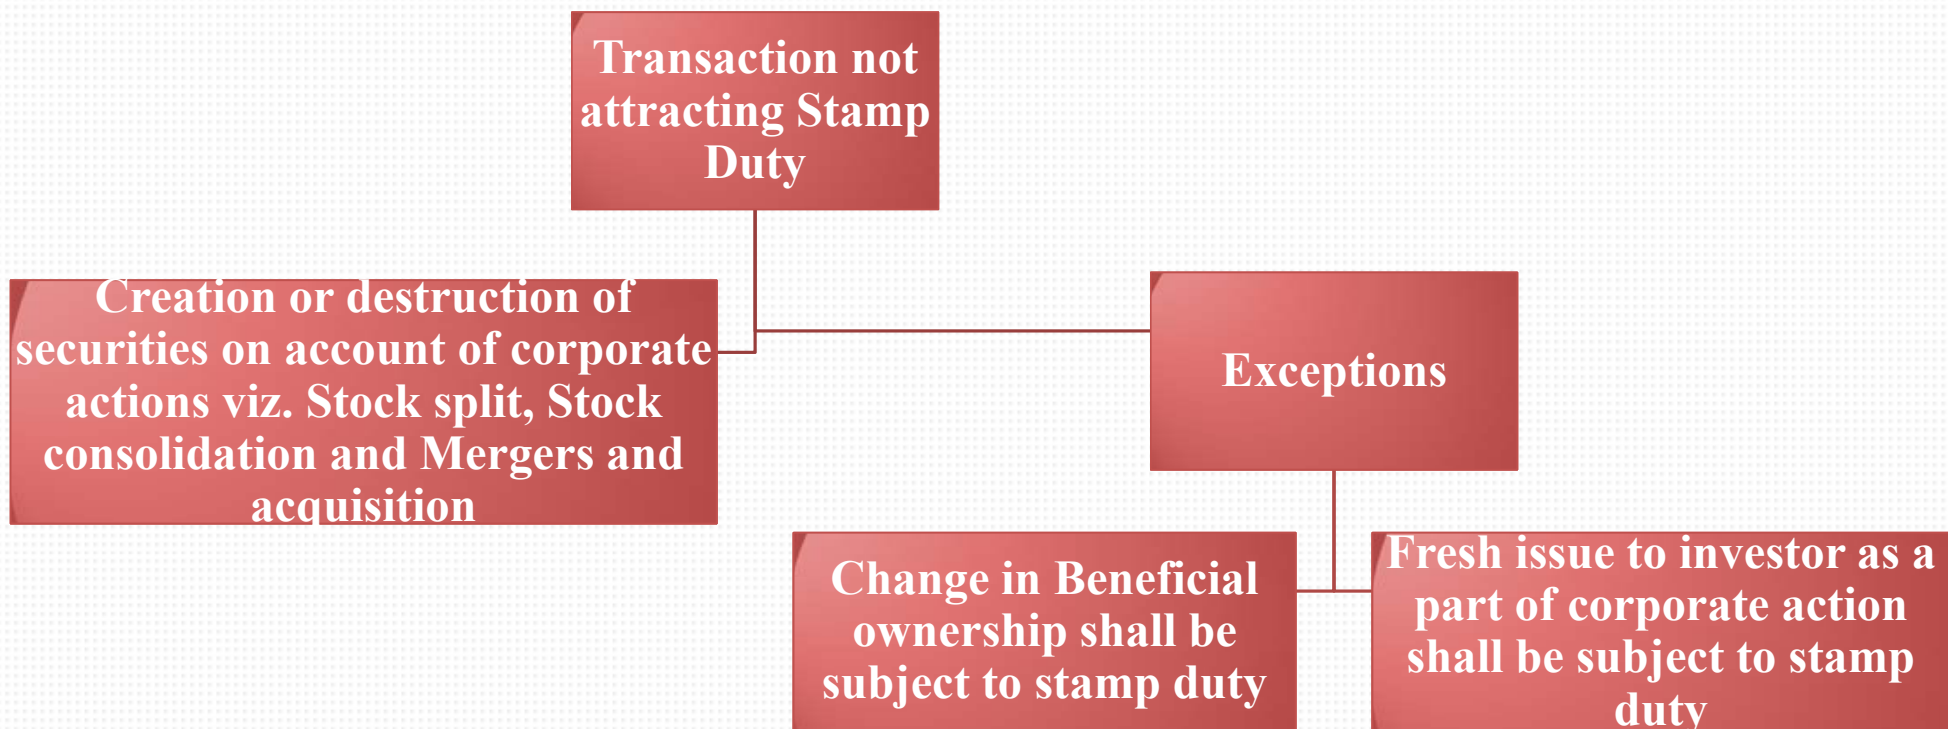 Transaction not
attracting Stamp
Duty
Creation or destruction of
securities on account of corporate
actions viz. Stock split, Stock
consolidation and Mergers and
acquisition
Exceptions
Change in Beneficial
ownership shall be
subject to stamp duty
Fresh issue to investor as a
part of corporate action
shall be subject to stamp
duty